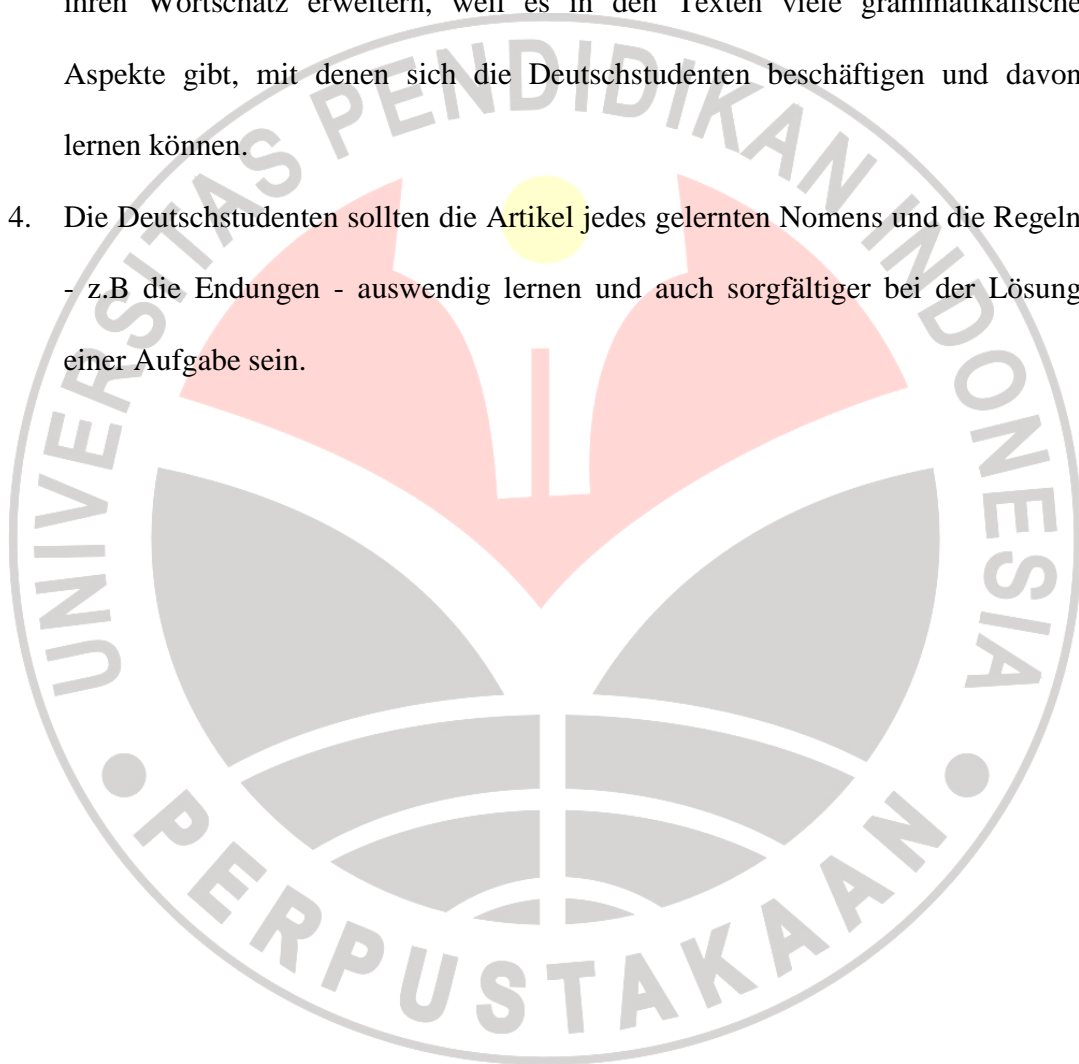 ihren Wortschatz erweitern, weil es in den Texten viele grammatikalische
Aspekte gibt, mit denen sich die Deutschstudenten beschäftigen und davon
lernen können.
4. Die Deutschstudenten sollten die Artikel jedes gelernten Nomens und die Regeln
- z.B die Endungen - auswendig lernen und auch sorgfältiger bei der Lösung
einer Aufgabe sein.
UNIVERSITAS PENDIDIKAN INDONESIA
PERPUSTAKAAN